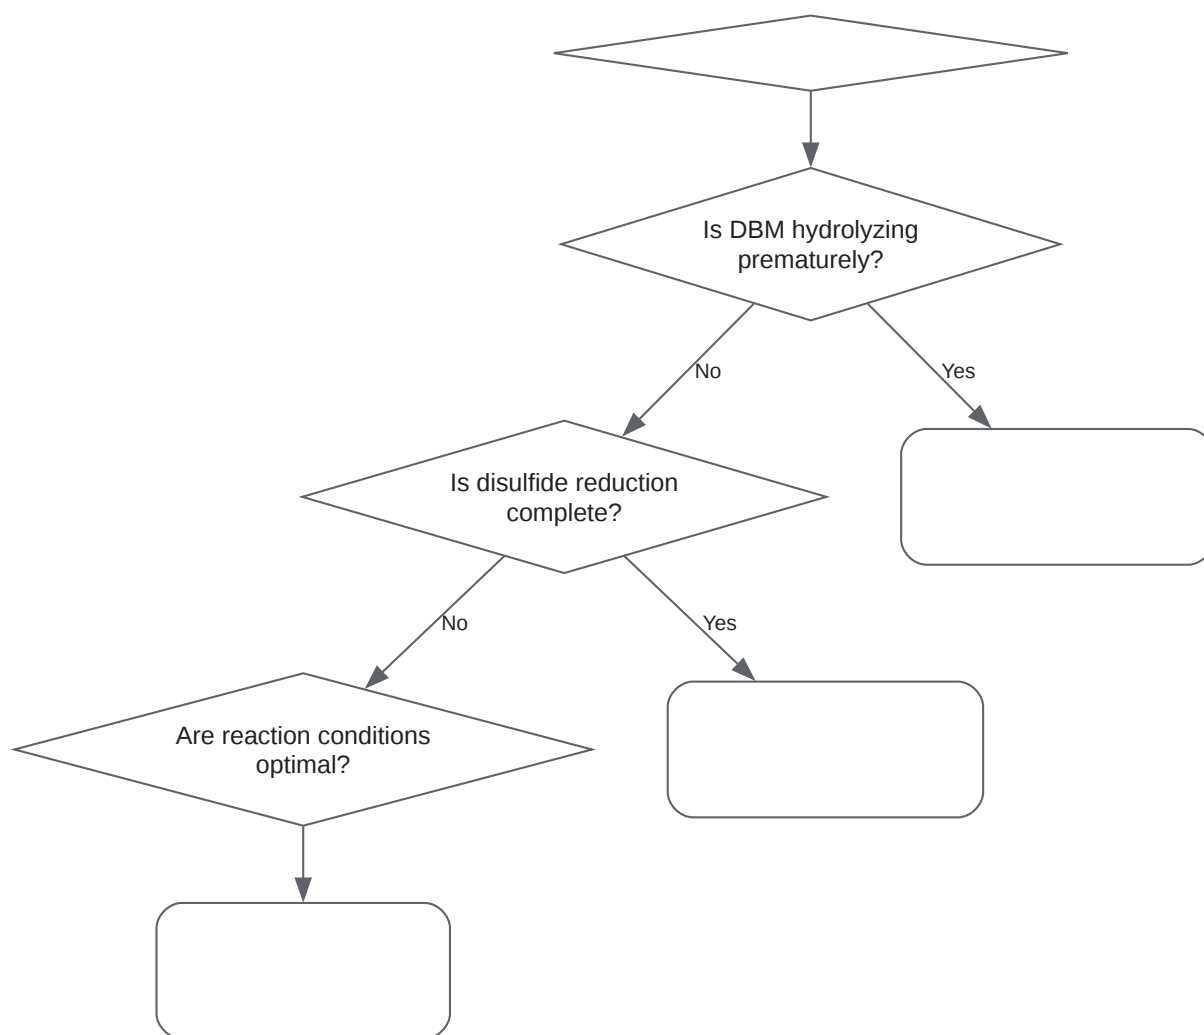 Is DBM hydrolyzing
prematurely?
No
Yes
Is disulfide reduction
complete?
No
Yes
Are reaction conditions
optimal?